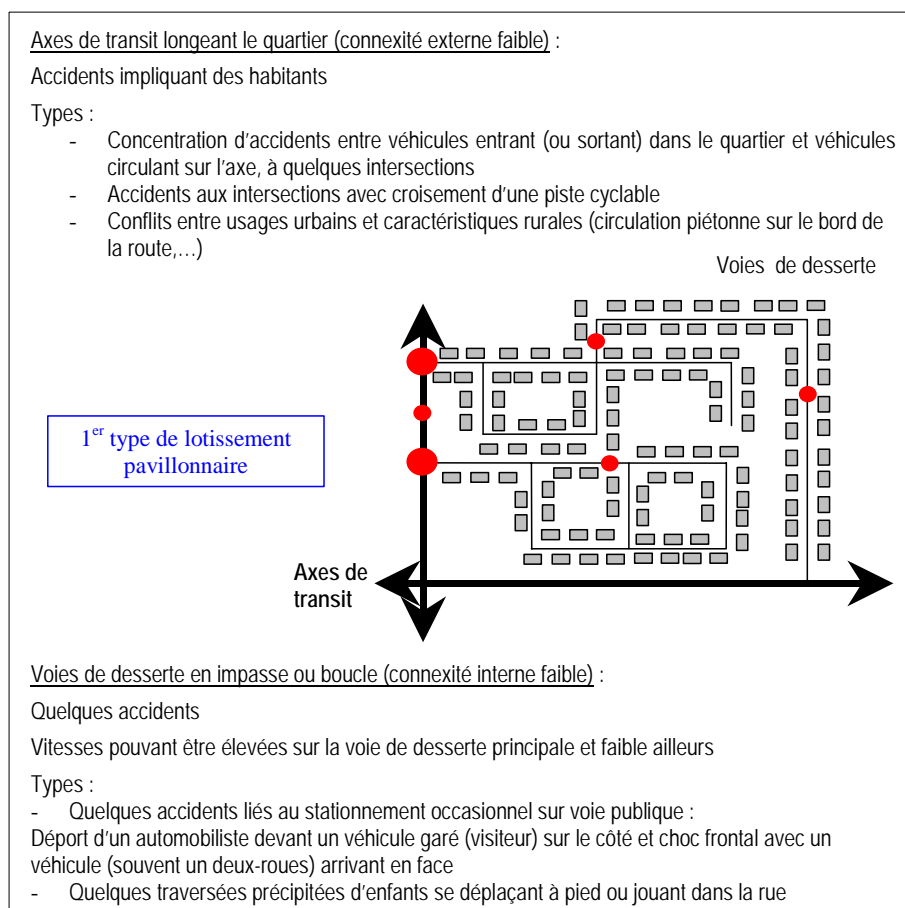 Axes de transit longeant le quartier (connexité externe faible) :
Accidents impliquant des habitants
Types :
- Concentration d'accidents entre véhicules entrant (ou sortant) dans le quartier et véhicules
circulant sur l'axe, à quelques intersections
- Accidents aux intersections avec croisement d'une piste cyclable
- Conflits entre usages urbains et caractéristiques rurales (circulation piétonne sur le bord de
la route,…)
Voies de desserte
1er type de lotissement
pavillonnaire
Axes de
transit
Voies de desserte en impasse ou boucle (connexité interne faible) :
Quelques accidents
Vitesses pouvant être élevées sur la voie de desserte principale et faible ailleurs
Types :
- Quelques accidents liés au stationnement occasionnel sur voie publique :
Déport d'un automobiliste devant un véhicule garé (visiteur) sur le côté et choc frontal avec un
véhicule (souvent un deux-roues) arrivant en face
- Quelques traversées précipitées d'enfants se déplaçant à pied ou jouant dans la rue